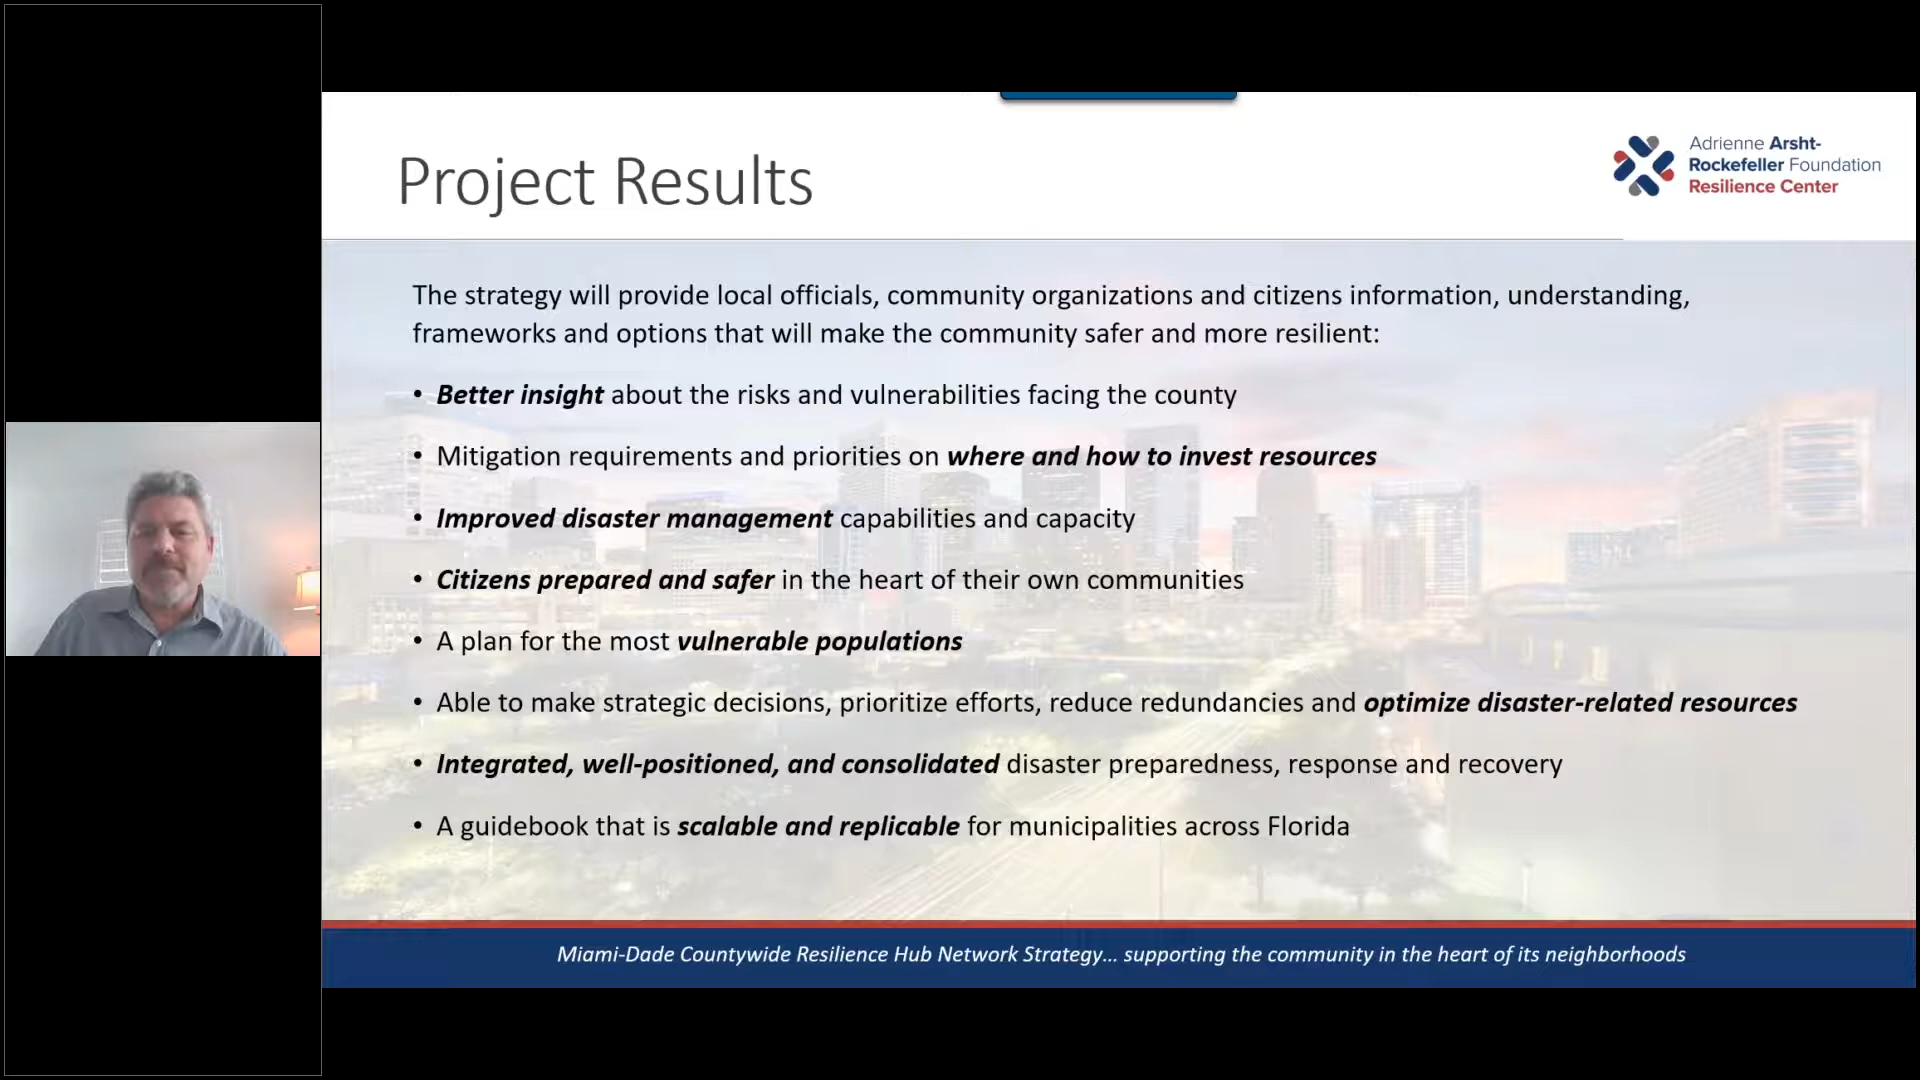 Project Results
Adrienne Arsht-
Rockefeller Foundation
Resilience Center
The strategy will provide local officials, community organizations and citizens information, understanding,
frameworks and options that will make the community safer and more resilient:
• Better insight about the risks and vulnerabilities facing the county
• Mitigation requirements and priorities on where and how to invest resources
• Improved disaster management capabilities and capacity
• Citizens prepared and safer in the heart of their own communities
• A plan for the most vulnerable populations
• Able to make strategic decisions, prioritize efforts, reduce redundancies and optimize disaster-related resources
• Integrated, well-positioned, and consolidated disaster preparedness, response and recovery
• A guidebook that is scalable and replicable for municipalities across Florida
Miami-Dade Countywide Resilience Hub Network Strategy... supporting the community in the heart of its neighborhoods